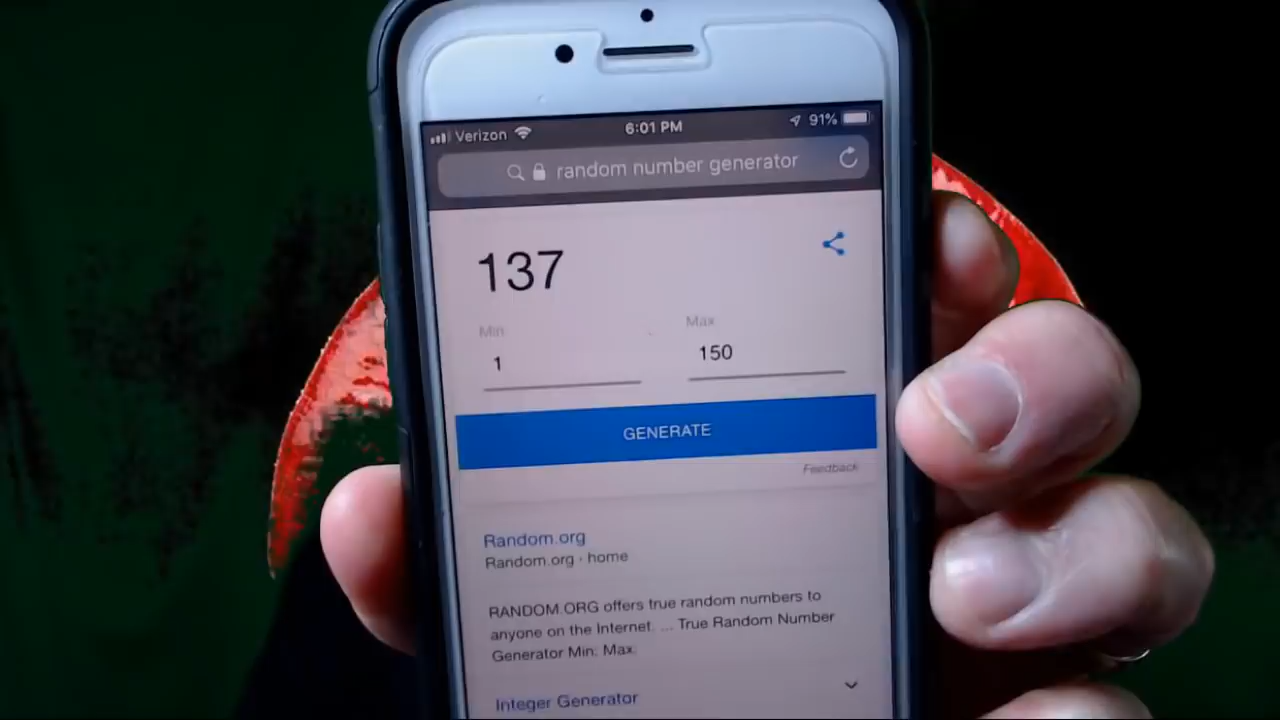 Verizon 6:01 PM 91%
random number generator
137
Min Max
1 150
GENERATE
Feedback
Random.org
Random.org · home
RANDOM.ORG offers true random numbers to
anyone on the Internet. ... True Random Number
Generator Min: Max:
Integer Generator